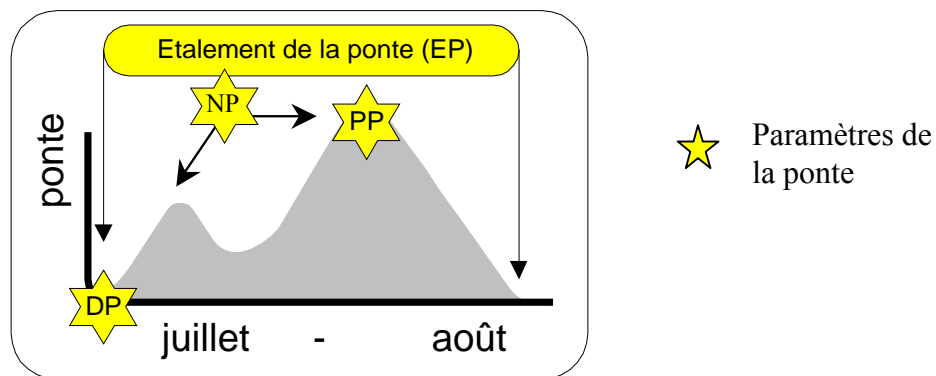 Etalement de la ponte (EP)
NP
PP
ponte
DP
juillet - août
Paramètres de
la ponte